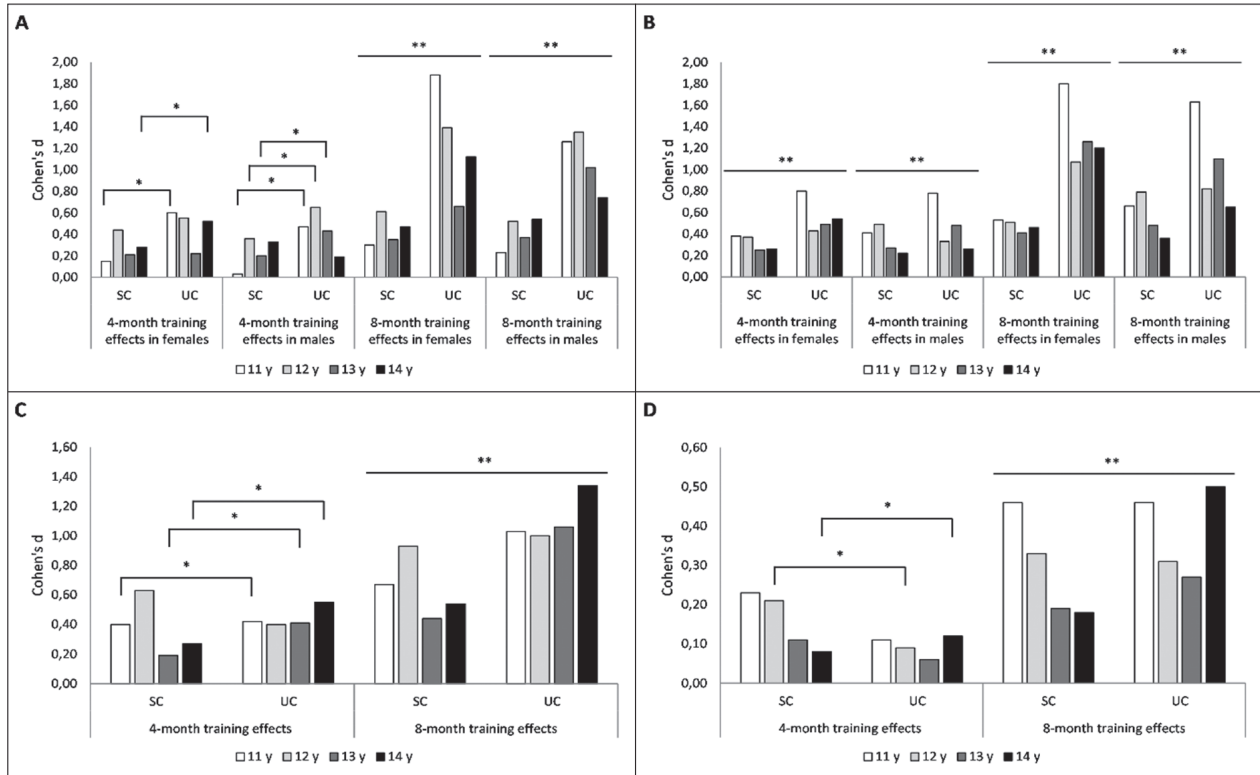 A
**
**
2,00
1,80
1,60
1,40
1,20
1,00
0,80
0,60
0,40
0,20
0,00
Cohen's d
*
*
*
*
*
SC UC SC UC SC UC SC UC
4-month training effects in females
4-month training effects in males
8-month training effects in females
8-month training effects in males
11 y 12 y 13 y 14 y
B
**
**
**
**
2,00
1,80
1,60
1,40
1,20
1,00
0,80
0,60
0,40
0,20
0,00
Cohen's d
SC UC SC UC SC UC SC UC
4-month training effects in females
4-month training effects in males
8-month training effects in females
8-month training effects in males
11 y 12 y 13 y 14 y
C
1,60
1,40
1,20
1,00
0,80
0,60
0,40
0,20
0,00
Cohen's d
*
*
*
**
SC UC SC UC
4-month training effects 8-month training effects
11 y 12 y 13 y 14 y
D
0,60
0,50
0,40
0,30
0,20
0,10
0,00
Cohen's d
*
*
**
SC UC SC UC
4-month training effects 8-month training effects
11 y 12 y 13 y 14 y